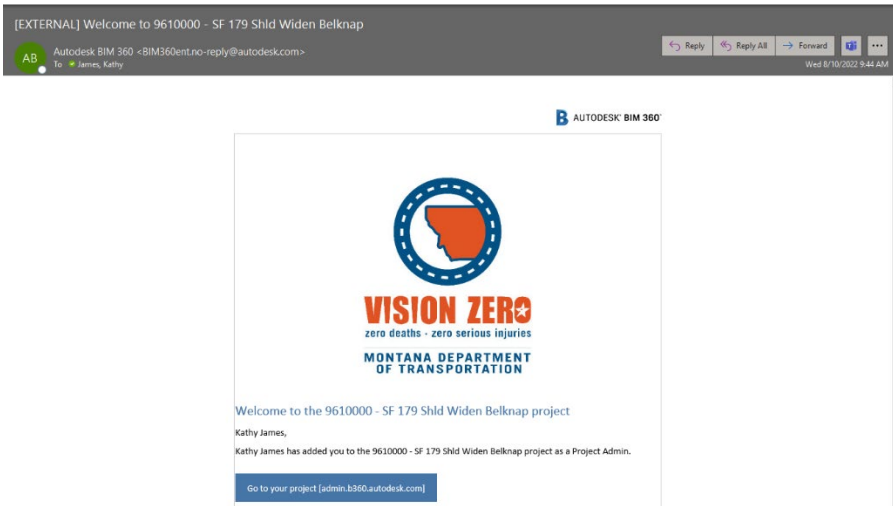 [EXTERNAL] Welcome to 9610000 - SF 179 Shld Widen Belknap
AB
Autodesk BIM 360 <BIM360ent.no-reply@autodesk.com>
To James, Kathy
Reply
Reply All
Forward
Wed 8/10/2022 9:44 AM
B AUTODESK® BIM 360®
VISION ZERO
zero deaths - zero serious injuries
MONTANA DEPARTMENT
OF TRANSPORTATION
Welcome to the 9610000 - SF 179 Shld Widen Belknap project
Kathy James,
Kathy James has added you to the 9610000 - SF 179 Shld Widen Belknap project as a Project Admin.
Go to your project [admin.b360.autodesk.com]